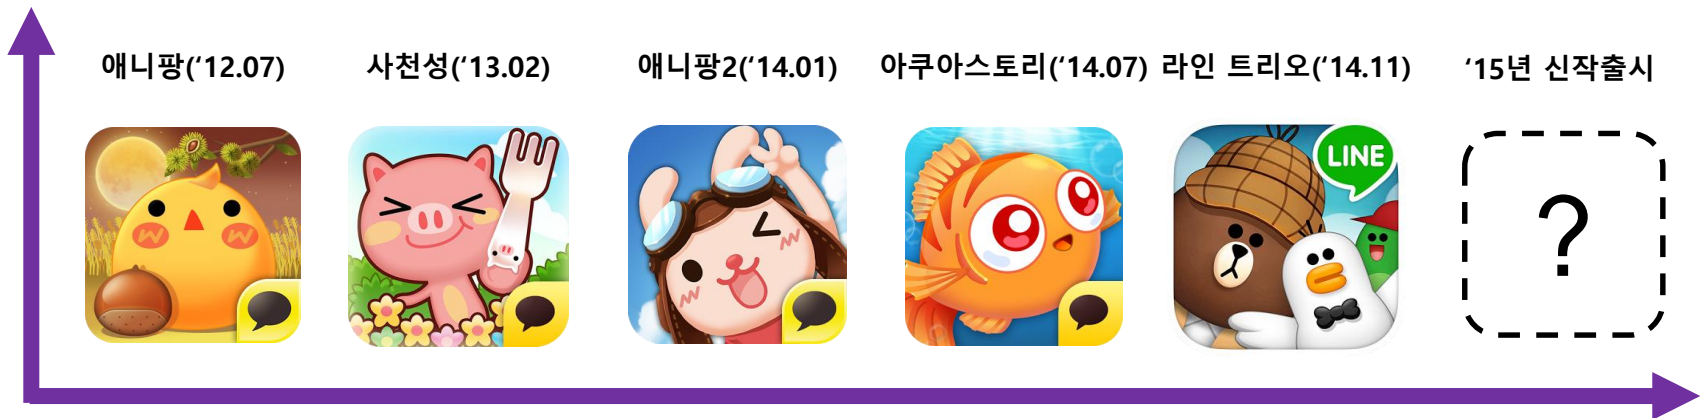 애니팡(‘12.07)
사천성(‘13.02)
애니팡2(‘14.01)
아쿠아스토리(‘14.07)
라인 트리오(‘14.11)
‘15년 신작출시
LINE
?